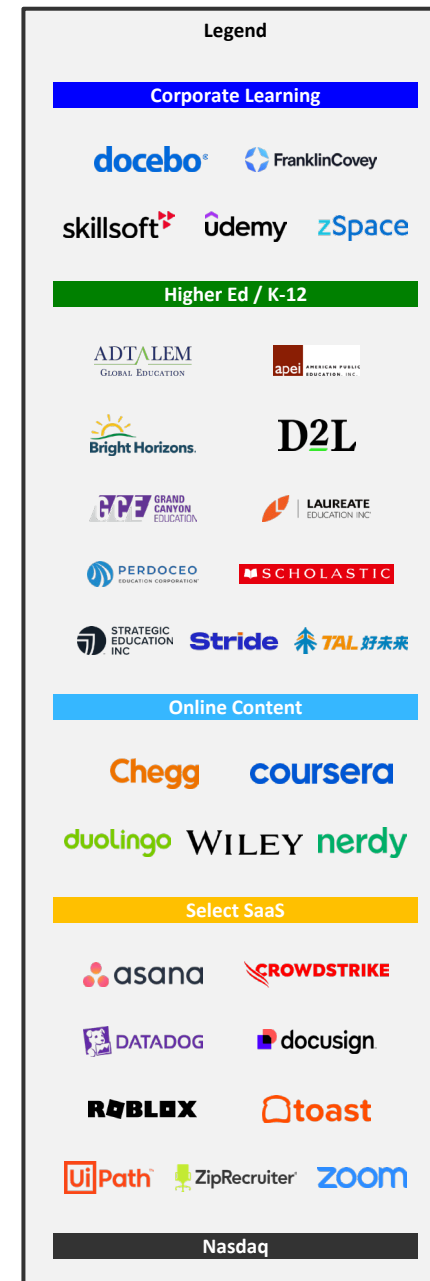 Legend
Corporate Learning
docebo®
FranklinCovey
skillsoft
ûdemy
zSpace
Higher Ed / K-12
ADTALEM
GLOBAL EDUCATION
apei
AMERICAN PUBLIC
EDUCATION, INC.
Bright Horizons.
D2L
GCE
GRAND
CANYON
EDUCATION
LAUREATE
EDUCATION INC
PERDOCEO
EDUCATION CORPORATION
SCHOLASTIC
STRATEGIC
EDUCATION
INC
Stride
TAL 好未来
Online Content
Chegg
coursera
duolingo
WILEY
nerdy
Select SaaS
asana
CROWDSTRIKE
DATADOG
docusign
ROBLOX
toast
UiPath
ZipRecruiter
zoom
Nasdaq